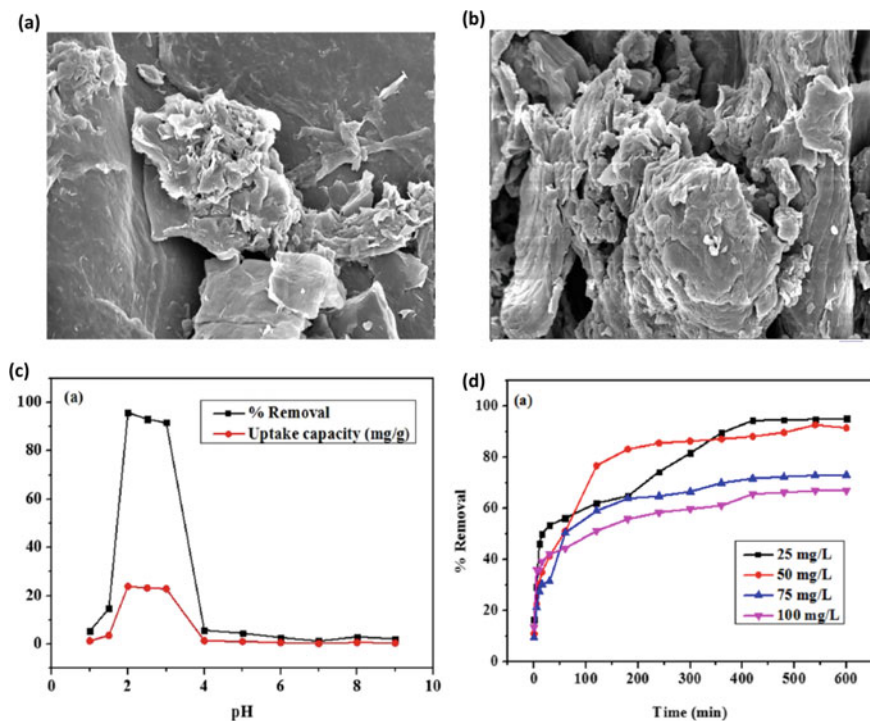 (a)
(b)
(c)
(a)
% Removal
Uptake capacity (mg/g)
100
80
60
40
20
0
0
2
4
6
8
10
pH
(d)
(a)
100
80
60
40
20
0
% Removal
25 mg/L
50 mg/L
75 mg/L
100 mg/L
0
100
200
300
400
500
600
Time (min)